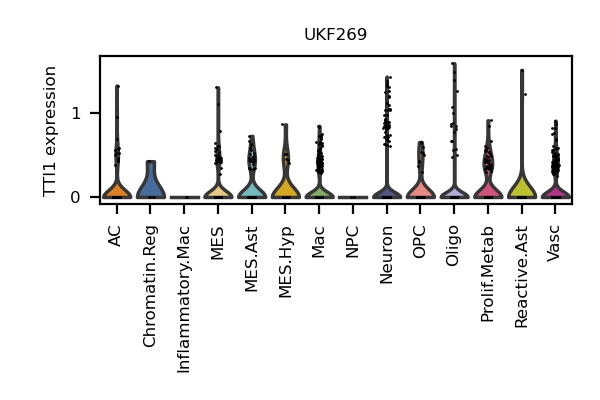 UKF269
TTI1 expression
1
0
AC
Chromatin.Reg
Inflammatory.Mac
MES
MES.Ast
MES.Hyp
Mac
NPC
Neuron
OPC
Oligo
Prolif.Metab
Reactive.Ast
Vasc